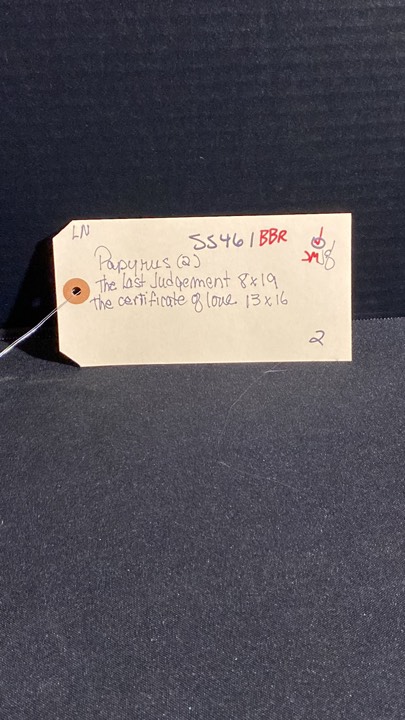 LN
SS461 BBR
Papyrus (2)
The Last Judgement 8x19
the certificate of love 13x16
2